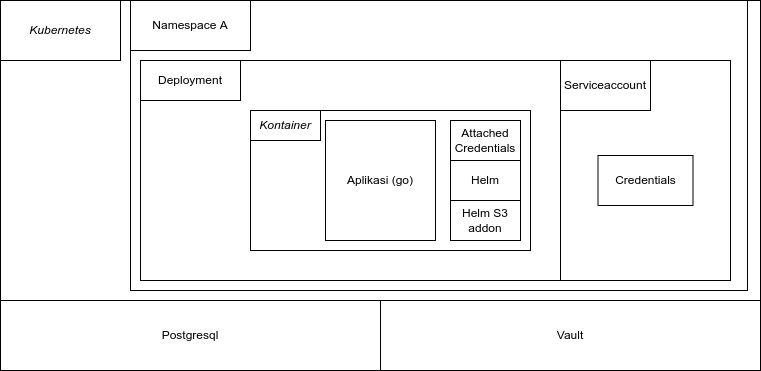 Kubernetes
Namespace A
Deployment
Serviceaccount
Kontainer
Aplikasi (go)
Attached
Credentials
Helm
Helm S3
addon
Credentials
Postgresql
Vault